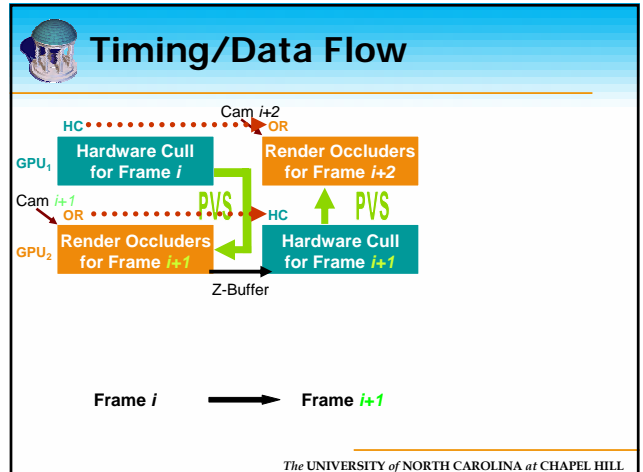 Timing/Data Flow
Cam i+2
HC OR
GPU1
Hardware Cull
for Frame i
Render Occluders
for Frame i+2
Cam i+1
PVS PVS
OR HC
GPU2
Render Occluders
for Frame i+1
Hardware Cull
for Frame i+1
Z-Buffer
Frame i Frame i+1
The UNIVERSITY of NORTH CAROLINA at CHAPEL HILL